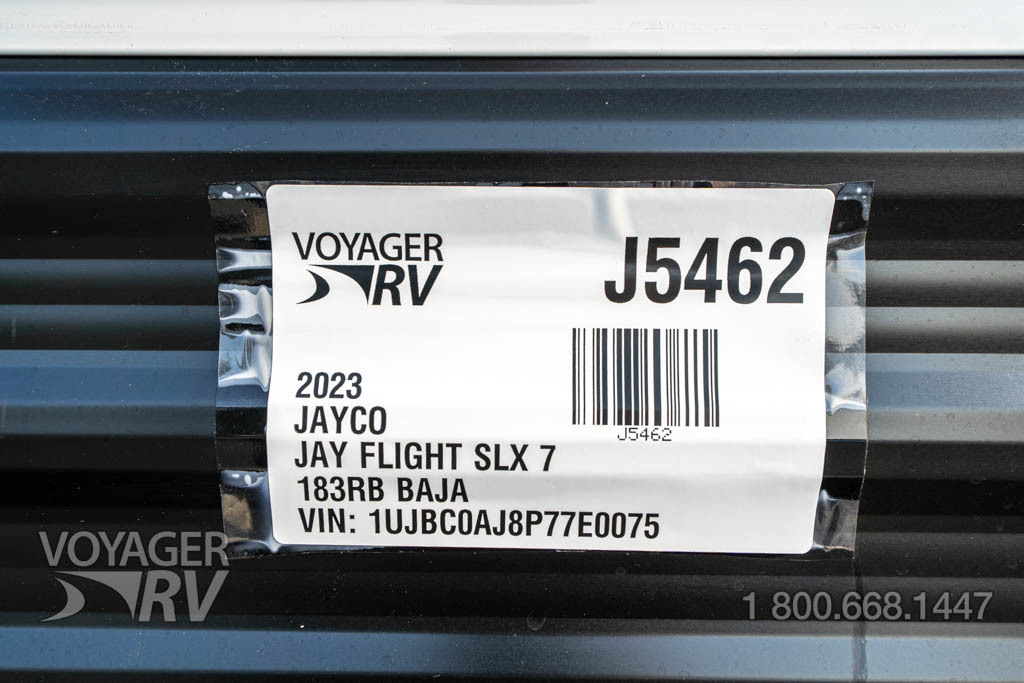 VOYAGER
RV
J5462
J5462
2023
JAYCO
JAY FLIGHT SLX 7
183RB BAJA
VIN: 1UJBC0AJ8P77E0075
VOYAGER
RV
1 800.668.1447